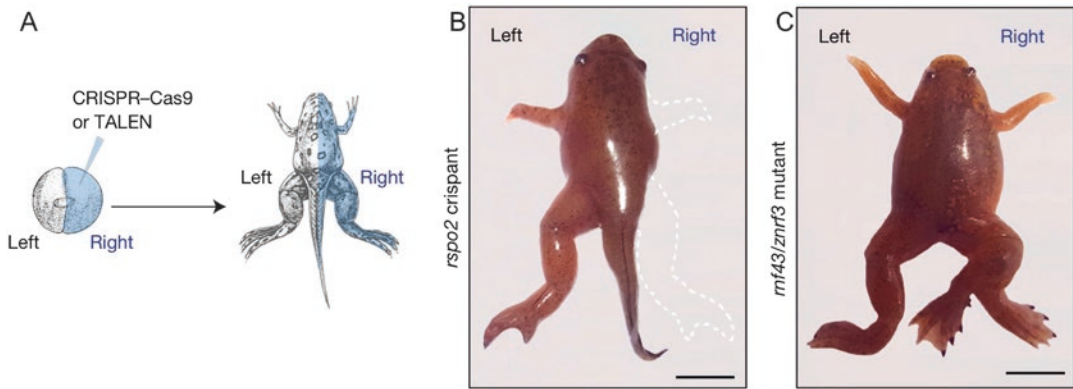 A
CRISPR–Cas9
or TALEN
Left
Right
Left
Right
B
Left
Right
rspo2 crispant
C
Left
Right
rnf43/znrf3 mutant